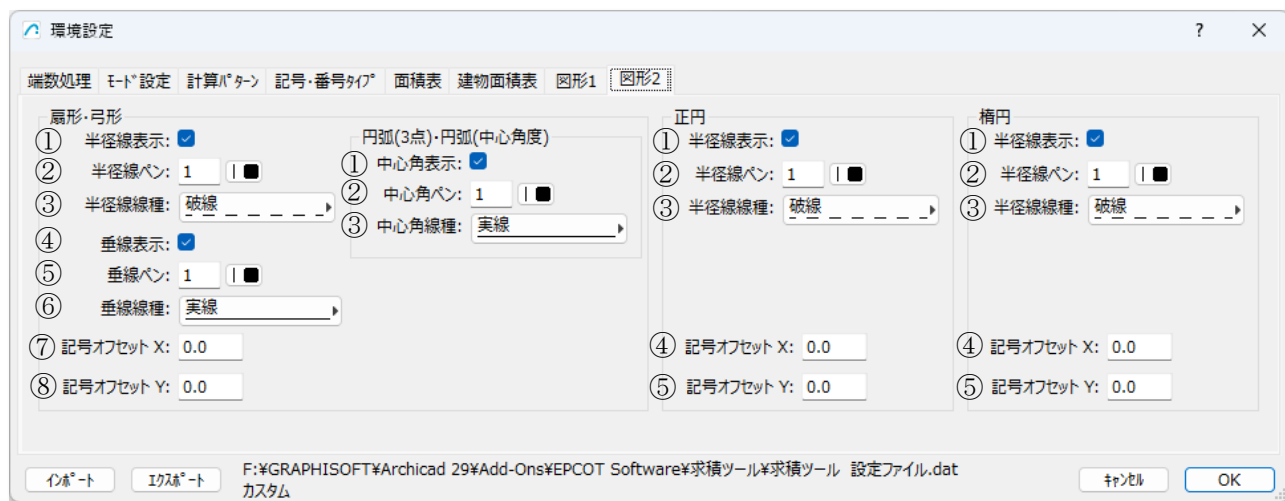 環境設定
端数処理 ﾓｰﾄﾞ設定 計算ﾊﾟﾀｰﾝ 記号・番号ﾀｲﾌﾟ 面積表 建物面積表 図形1 図形2
扇形・弓形
① 半径線表示:
② 半径線ペン: 1
③ 半径線線種: 破線
④ 垂線表示:
⑤ 垂線ペン: 1
⑥ 垂線線種: 実線
⑦ 記号オフセット X: 0.0
⑧ 記号オフセット Y: 0.0
円弧(3点)・円弧(中心角度)
① 中心角表示:
② 中心角ペン: 1
③ 中心角線種: 実線
正円
① 半径線表示:
② 半径線ペン: 1
③ 半径線線種: 破線
④ 記号オフセット X: 0.0
⑤ 記号オフセット Y: 0.0
楕円
① 半径線表示:
② 半径線ペン: 1
③ 半径線線種: 破線
④ 記号オフセット X: 0.0
⑤ 記号オフセット Y: 0.0
ｲﾝﾎﾟｰﾄ ｴｸｽﾎﾟｰﾄ
F:¥GRAPHISOFT¥Archicad 29¥Add-Ons¥EPCOT Software¥求積ツール¥求積ツール 設定ファイル.dat
カスタム
ｷｬﾝｾﾙ OK